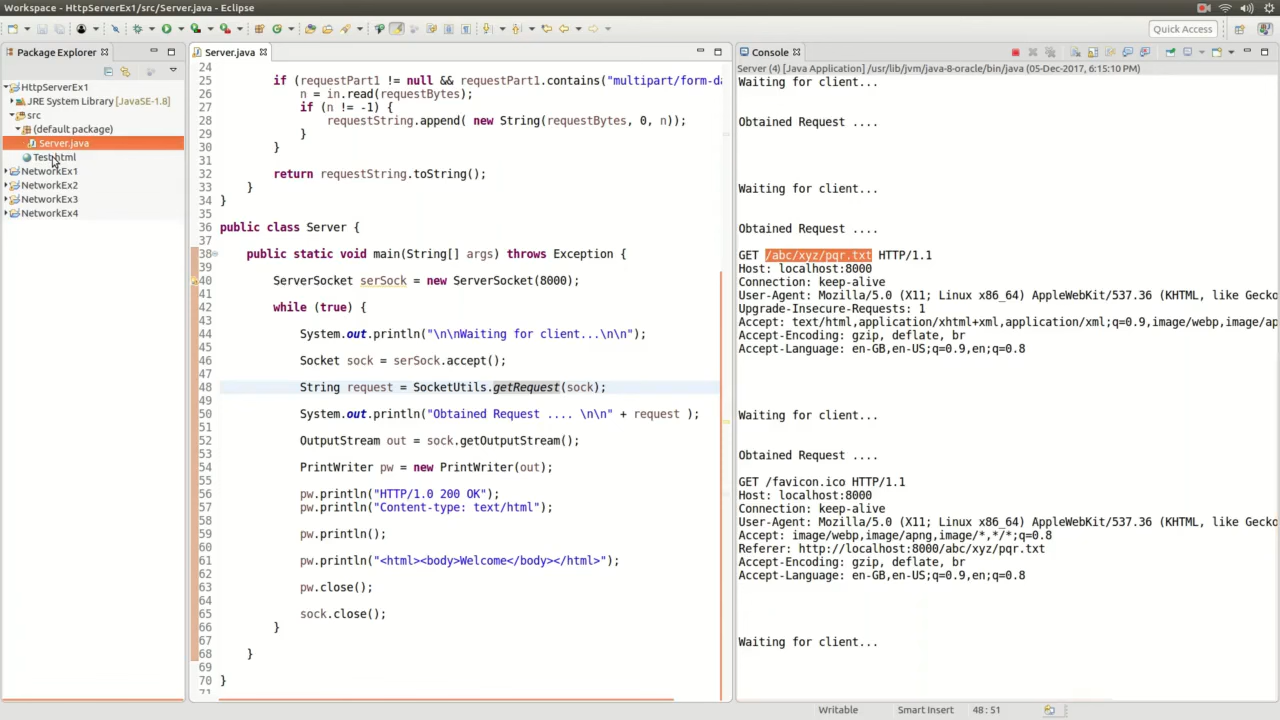 Workspace - HttpServerEx1/src/Server.java - Eclipse
Quick Access
Package Explorer
HttpServerEx1
JRE System Library [JavaSE-1.8]
src
(default package)
Server.java
Test.html
NetworkEx1
NetworkEx2
NetworkEx3
NetworkEx4
Server.java
24
25 if (requestPart1 != null && requestPart1.contains("multipart/form-da
26 n = in.read(requestBytes);
27 if (n != -1) {
28 requestString.append( new String(requestBytes, 0, n));
29 }
30 }
31
32 return requestString.toString();
33 }
34 }
35
36 public class Server {
37
38 public static void main(String[] args) throws Exception {
39
40 ServerSocket serSock = new ServerSocket(8000);
41
42 while (true) {
43
44 System.out.println("\n\nWaiting for client...\n\n");
45
46 Socket sock = serSock.accept();
47
48 String request = SocketUtils.getRequest(sock);
49
50 System.out.println("Obtained Request .... \n\n" + request );
51
52 OutputStream out = sock.getOutputStream();
53
54 PrintWriter pw = new PrintWriter(out);
55
56 pw.println("HTTP/1.0 200 OK");
57 pw.println("Content-type: text/html");
58
59 pw.println();
60
61 pw.println("<html><body>Welcome</body></html>");
62
63 pw.close();
64
65 sock.close();
66 }
67
68 }
69
70 }
71
Console
Server (4) [Java Application] /usr/lib/jvm/java-8-oracle/bin/java (05-Dec-2017, 6:15:10 PM)
Waiting for client...
Obtained Request ....
Waiting for client...
Obtained Request ....
GET /abc/xyz/pqr.txt HTTP/1.1
Host: localhost:8000
Connection: keep-alive
User-Agent: Mozilla/5.0 (X11; Linux x86_64) AppleWebKit/537.36 (KHTML, like Gecko
Upgrade-Insecure-Requests: 1
Accept: text/html,application/xhtml+xml,application/xml;q=0.9,image/webp,image/ap
Accept-Encoding: gzip, deflate, br
Accept-Language: en-GB,en-US;q=0.9,en;q=0.8
Waiting for client...
Obtained Request ....
GET /favicon.ico HTTP/1.1
Host: localhost:8000
Connection: keep-alive
User-Agent: Mozilla/5.0 (X11; Linux x86_64) AppleWebKit/537.36 (KHTML, like Gecko
Accept: image/webp,image/apng,image/*,*/*;q=0.8
Referer: http://localhost:8000/abc/xyz/pqr.txt
Accept-Encoding: gzip, deflate, br
Accept-Language: en-GB,en-US;q=0.9,en;q=0.8
Waiting for client...
Writable
Smart Insert
48 : 51